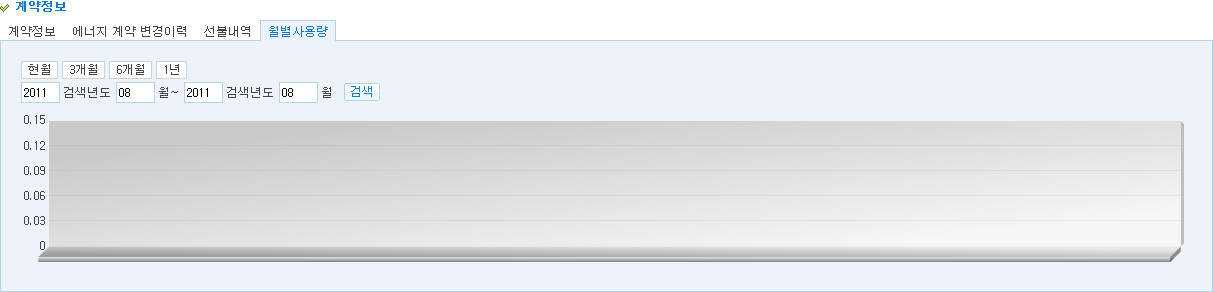 계약정보
계약정보 에너지 계약 변경이력 선불내역 월별사용량
현월 3개월 6개월 1년
2011 검색년도 08 월~ 2011 검색년도 08 월 검색
0.15
0.12
0.09
0.06
0.03
0